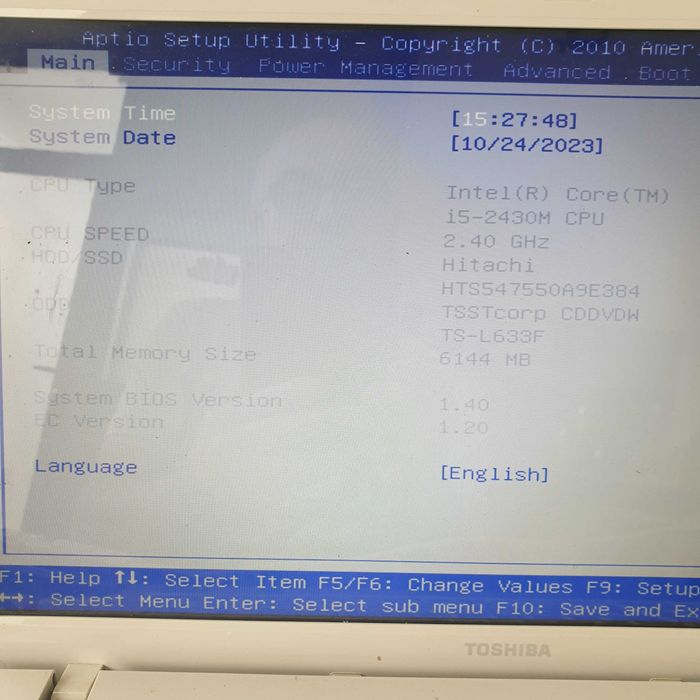 Aptio Setup Utility - Copyright (C) 2010 Amer
Main Security Power Management Advanced Boot
System Time [15:27:48]
System Date [10/24/2023]
CPU Type Intel(R) Core(TM)
i5-2430M CPU
CPU SPEED 2.40 GHz
HDD/SSD Hitachi
HTS547550A9E384
ODD TSSTcorp CDDVDW
TS-L633F
Total Memory Size 6144 MB
System BIOS Version 1.40
EC Version 1.20
Language [English]
F1: Help ↑↓: Select Item F5/F6: Change Values F9: Setup
←→: Select Menu Enter: Select sub menu F10: Save and Ex
TOSHIBA